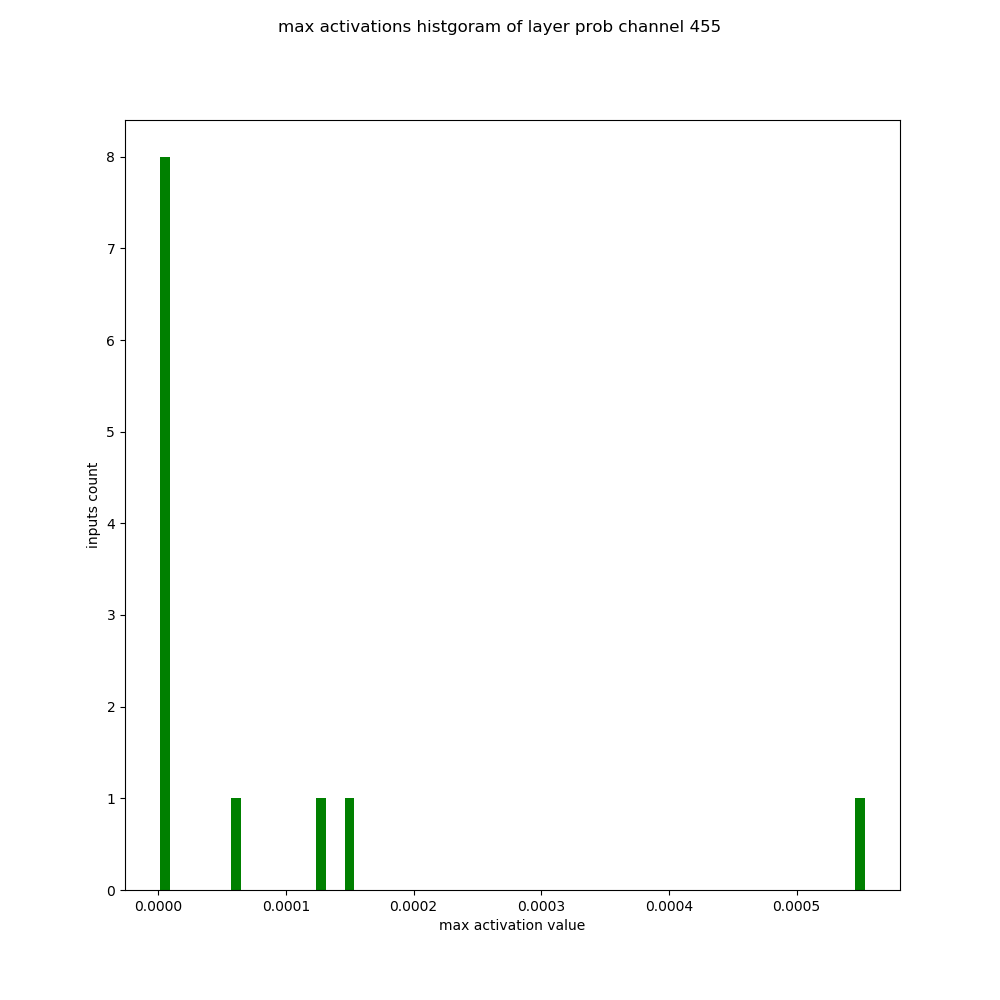 max activations histgoram of layer prob channel 455
8
7
6
5
4
3
2
1
0
inputs count
0.0000 0.0001 0.0002 0.0003 0.0004 0.0005
max activation value